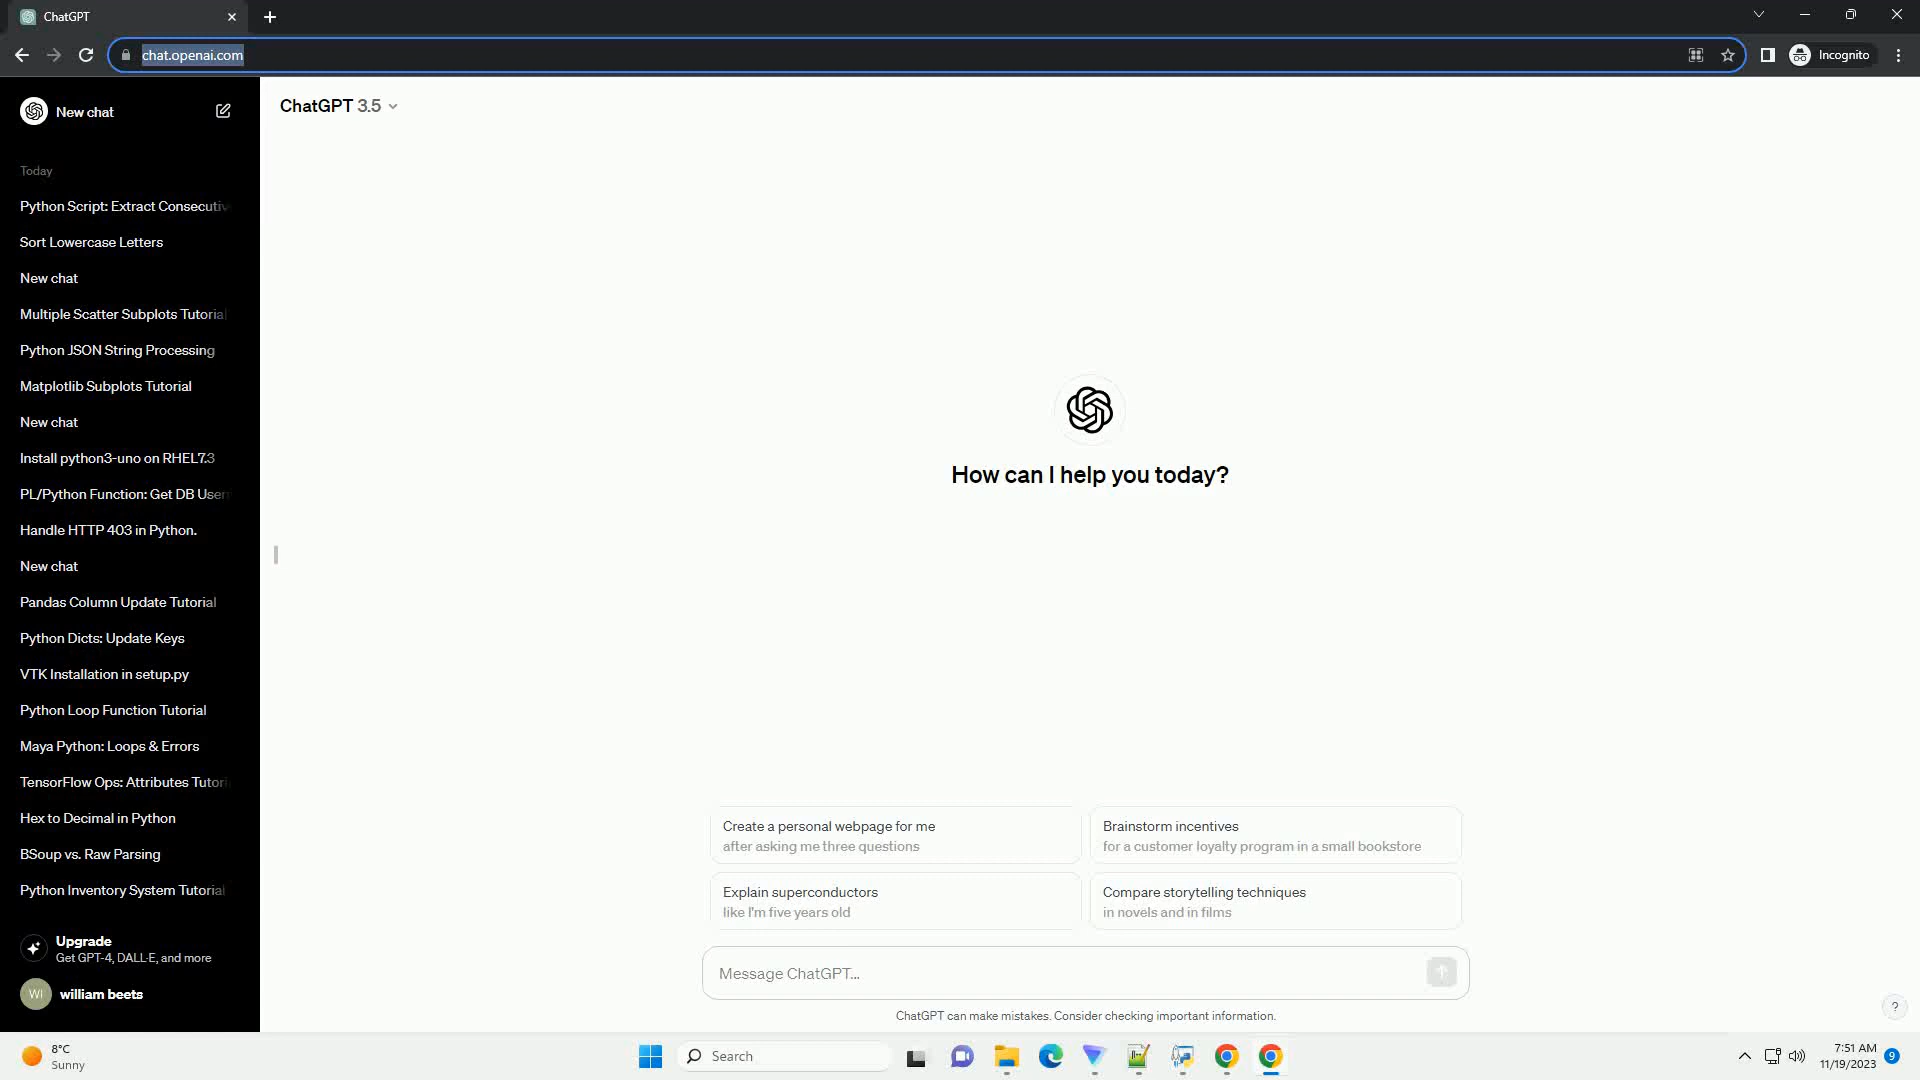 ChatGPT
chat.openai.com
Incognito
New chat
ChatGPT 3.5
Today
Python Script: Extract Consecutiv
Sort Lowercase Letters
New chat
Multiple Scatter Subplots Tutorial
Python JSON String Processing
Matplotlib Subplots Tutorial
New chat
Install python3-uno on RHEL7.3
PL/Python Function: Get DB User
Handle HTTP 403 in Python.
New chat
Pandas Column Update Tutorial
Python Dicts: Update Keys
VTK Installation in setup.py
Python Loop Function Tutorial
Maya Python: Loops & Errors
TensorFlow Ops: Attributes Tutori
Hex to Decimal in Python
BSoup vs. Raw Parsing
Python Inventory System Tutorial
Upgrade
Get GPT-4, DALL·E, and more
WI
william beets
How can I help you today?
Create a personal webpage for me
after asking me three questions
Brainstorm incentives
for a customer loyalty program in a small bookstore
Explain superconductors
like I'm five years old
Compare storytelling techniques
in novels and in films
Message ChatGPT...
ChatGPT can make mistakes. Consider checking important information.
?
8°C
Sunny
Search
7:51 AM
11/19/2023
9